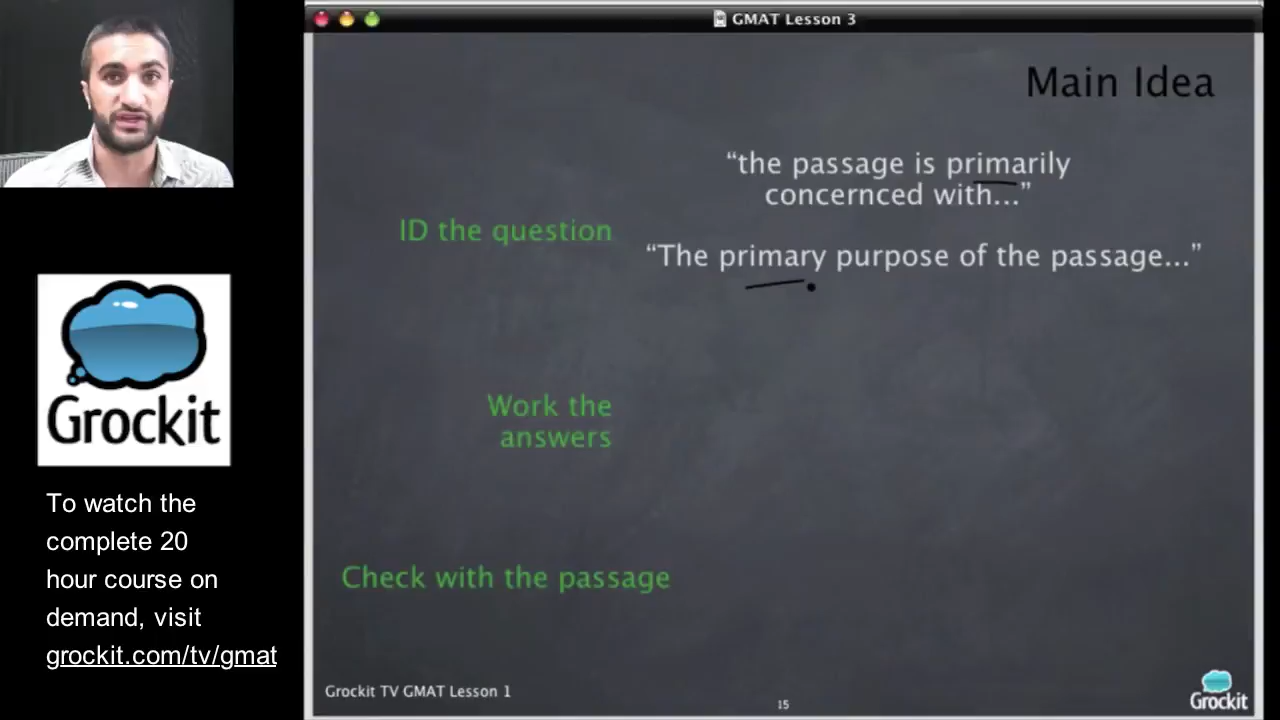 GMAT Lesson 3
Main Idea
“the passage is primarily
concernced with...”
ID the question
“The primary purpose of the passage...”
Work the
answers
Check with the passage
Grockit TV GMAT Lesson 1
15
Grockit
Grockit
To watch the
complete 20
hour course on
demand, visit
grockit.com/tv/gmat